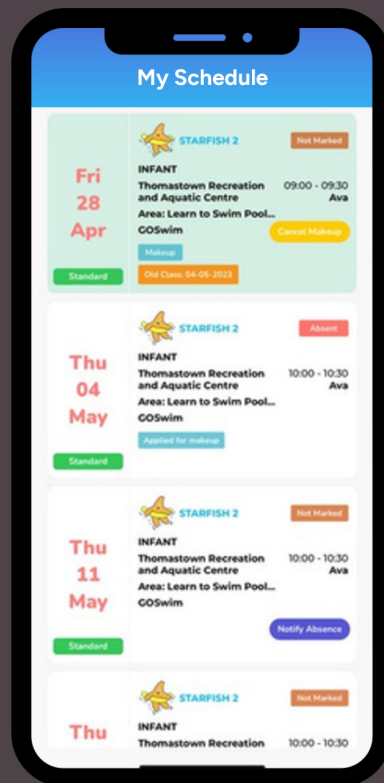 My Schedule
STARFISH 2
Not Marked
Fri
28
Apr
Standard
INFANT
Thomastown Recreation
and Aquatic Centre
09:00 - 09:30
Ava
Area: Learn to Swim Pool...
GOSwim
Cancel Makeup
Makeup
Old Class: 04-05-2023
STARFISH 2
Absent
Thu
04
May
Standard
INFANT
Thomastown Recreation
and Aquatic Centre
10:00 - 10:30
Ava
Area: Learn to Swim Pool...
GOSwim
Applied for makeup
STARFISH 2
Not Marked
Thu
11
May
Standard
INFANT
Thomastown Recreation
and Aquatic Centre
10:00 - 10:30
Ava
Area: Learn to Swim Pool...
GOSwim
Notify Absence
STARFISH 2
Not Marked
Thu
INFANT
Thomastown Recreation
10:00 - 10:30